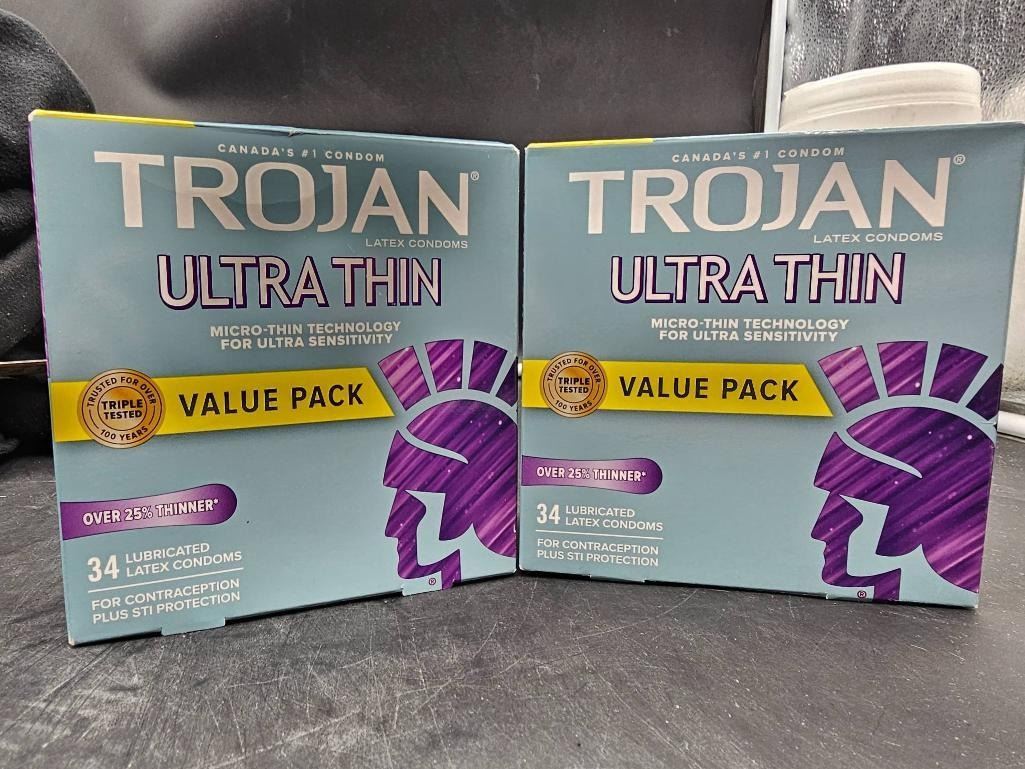 CANADA'S #1 CONDOM
TROJAN®
LATEX CONDOMS
ULTRA THIN
MICRO-THIN TECHNOLOGY
FOR ULTRA SENSITIVITY
TRUSTED FOR OVER
TRIPLE
TESTED
100 YEARS
VALUE PACK
OVER 25% THINNER*
34 LUBRICATED
LATEX CONDOMS
FOR CONTRACEPTION
PLUS STI PROTECTION
®
CANADA'S #1 CONDOM
TROJAN®
LATEX CONDOMS
ULTRA THIN
MICRO-THIN TECHNOLOGY
FOR ULTRA SENSITIVITY
TRUSTED FOR OVER
TRIPLE
TESTED
100 YEARS
VALUE PACK
OVER 25% THINNER*
34 LUBRICATED
LATEX CONDOMS
FOR CONTRACEPTION
PLUS STI PROTECTION
®